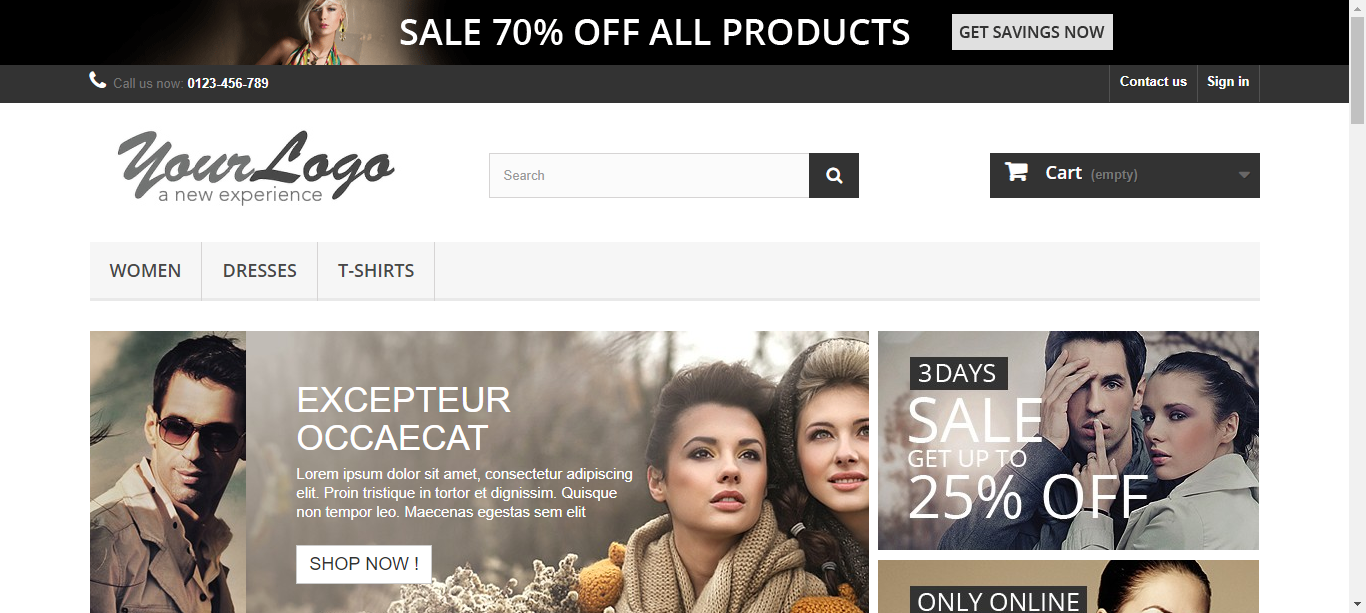 SALE 70% OFF ALL PRODUCTS GET SAVINGS NOW
Call us now: 0123-456-789 Contact us Sign in
YourLogo
a new experience
Search
Cart (empty)
WOMEN DRESSES T-SHIRTS
EXCEPTEUR
OCCAECAT
Lorem ipsum dolor sit amet, consectetur adipiscing
elit. Proin tristique in tortor et dignissim. Quisque
non tempor leo. Maecenas egestas sem elit
SHOP NOW !
3 DAYS
SALE
GET UP TO
25% OFF
ONLY ONLINE